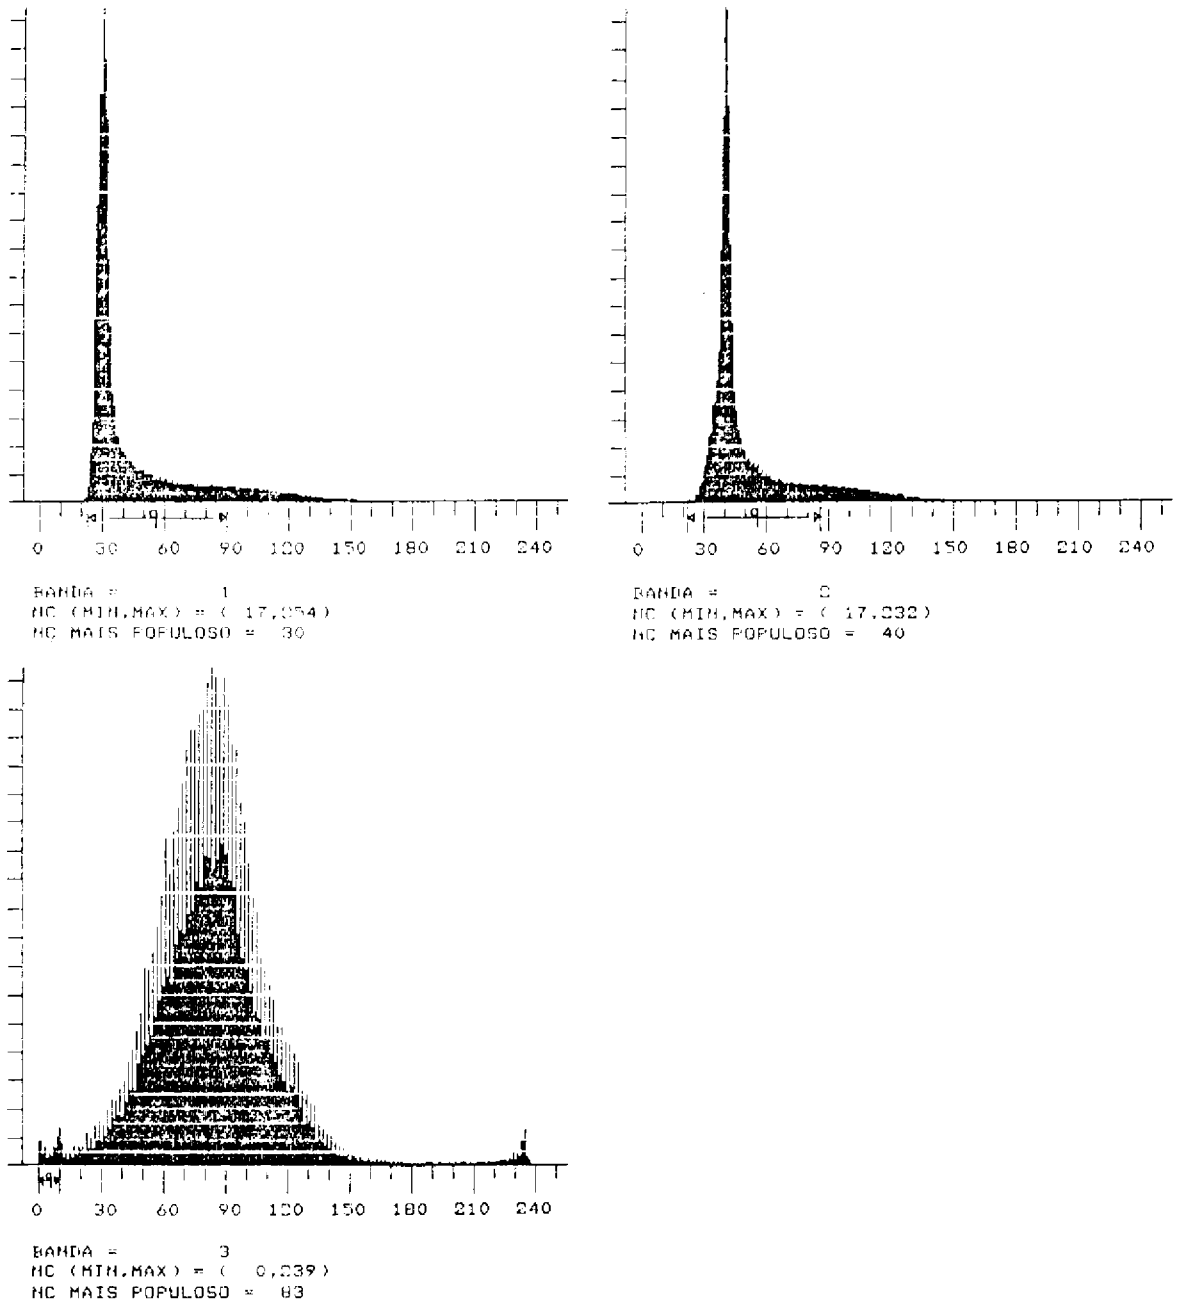 0 30 60 90 120 150 180 210 240
BANDA = 1
NC (MIN,MAX) = ( 17,254)
NC MAIS POPULOSO = 30
0 30 60 90 120 150 180 210 240
BANDA = 2
NC (MIN,MAX) = ( 17,232)
NC MAIS POPULOSO = 40
0 30 60 90 120 150 180 210 240
BANDA = 3
NC (MIN,MAX) = ( 0,239)
NC MAIS POPULOSO = 83